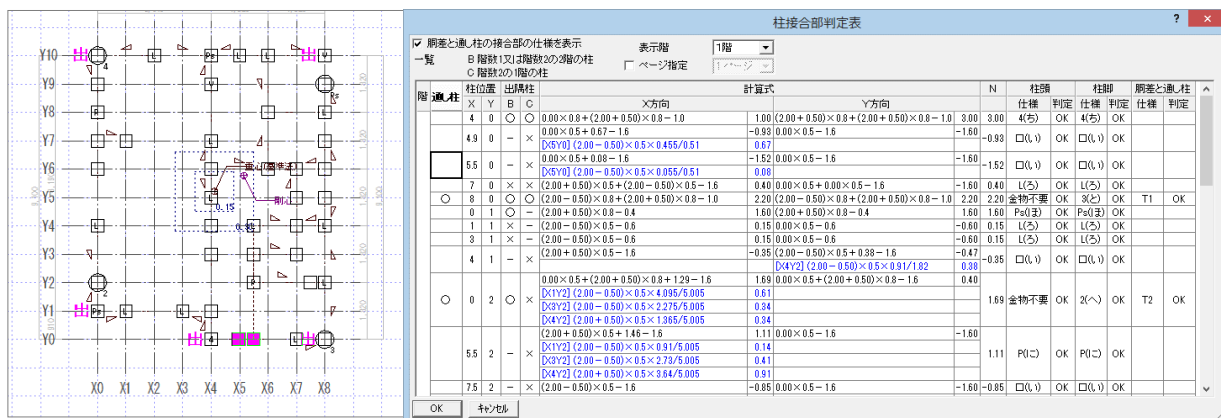 出 出
Y10 4 L Ps L L V
Y9 V Rs
Y8 P L
Y7 L L
Y6 重心(基準法)
Y5 L 剛心
0.15
Y4 L L L
Y3
Y2 2 P
出 Y1 Ps L L
Y0 出 4 L 出 3
X0 X1 X2 X3 X4 X5 X6 X7 X8
柱接合部判定表 ? ×
胴差と通し柱の接合部の仕様を表示 表示階 1階
一覧 B 階数1又は階数2の2階の柱 ページ指定 1 ページ
C 階数2の1階の柱
階 通し柱 柱位置 出隅柱 計算式 N 柱頭 柱脚 胴差と通し柱
X Y B C X方向 Y方向 仕様 判定 仕様 判定 仕様 判定
4 0 ○ ○ 0.00×0.8+(2.00+0.50)×0.8-1.0 1.00 (2.00+0.50)×0.8+(2.00+0.50)×0.8-1.0 3.00 3.00 4(ち) OK 4(ち) OK
4.9 0 - × 0.00×0.5+0.67-1.6 -0.93 0.00×0.5-1.6 -1.60 -0.93 口(い) OK 口(い) OK
[X5Y0] (2.00-0.50)×0.5×0.455/0.51 0.67
5.5 0 - × 0.00×0.5+0.08-1.6 -1.52 0.00×0.5-1.6 -1.60 -1.52 口(い) OK 口(い) OK
[X5Y0] (2.00-0.50)×0.5×0.055/0.51 0.08
7 0 × × (2.00+0.50)×0.5+(2.00-0.50)×0.5-1.6 0.40 0.00×0.5+0.00×0.5-1.6 -1.60 0.40 L(ろ) OK L(ろ) OK
○ 8 0 ○ ○ (2.00-0.50)×0.8+(2.00+0.50)×0.8-1.0 2.20 (2.00-0.50)×0.8+(2.00+0.50)×0.8-1.0 2.20 2.20 金物不要 OK 3(と) OK T1 OK
0 1 ○ - (2.00+0.50)×0.8-0.4 1.60 (2.00+0.50)×0.8-0.4 1.60 1.60 Ps(ほ) OK Ps(ほ) OK
1 1 × - (2.00-0.50)×0.5-0.6 0.15 0.00×0.5-0.6 -0.60 0.15 L(ろ) OK L(ろ) OK
3 1 × - (2.00-0.50)×0.5-0.6 0.15 0.00×0.5-0.6 -0.60 0.15 L(ろ) OK L(ろ) OK
4 1 - × (2.00+0.50)×0.5-1.6 -0.35 (2.00-0.50)×0.5+0.38-1.6 -0.47 -0.35 口(い) OK 口(い) OK
[X4Y2] (2.00-0.50)×0.5×0.91/1.82 0.38
○ 0 2 ○ × 0.00×0.5+(2.00+0.50)×0.8+1.29-1.6 1.69 0.00×0.5+(2.00+0.50)×0.8-1.6 0.40 1.69 金物不要 OK 2(へ) OK T2 OK
[X1Y2] (2.00-0.50)×0.5×4.095/5.005 0.61
[X3Y2] (2.00-0.50)×0.5×2.275/5.005 0.34
[X4Y2] (2.00+0.50)×0.5×1.365/5.005 0.34
5.5 2 - × (2.00+0.50)×0.5+1.46-1.6 1.11 0.00×0.5-1.6 -1.60 1.11 P(に) OK P(に) OK
[X1Y2] (2.00-0.50)×0.5×0.91/5.005 0.14
[X3Y2] (2.00-0.50)×0.5×2.73/5.005 0.41
[X4Y2] (2.00+0.50)×0.5×3.64/5.005 0.91
7.5 2 - × (2.00-0.50)×0.5-1.6 -0.85 0.00×0.5-1.6 -1.60 -0.85 口(い) OK 口(い) OK
OK キャンセル